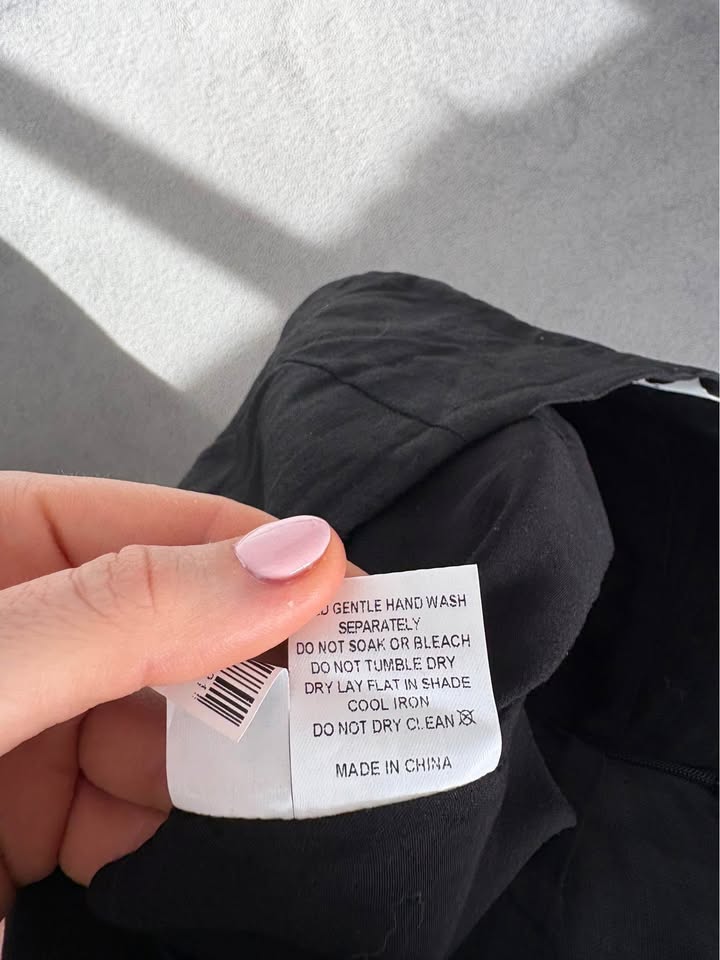 GENTLE HAND WASH
SEPARATELY
DO NOT SOAK OR BLEACH
DO NOT TUMBLE DRY
DRY LAY FLAT IN SHADE
COOL IRON
DO NOT DRY CLEAN
MADE IN CHINA